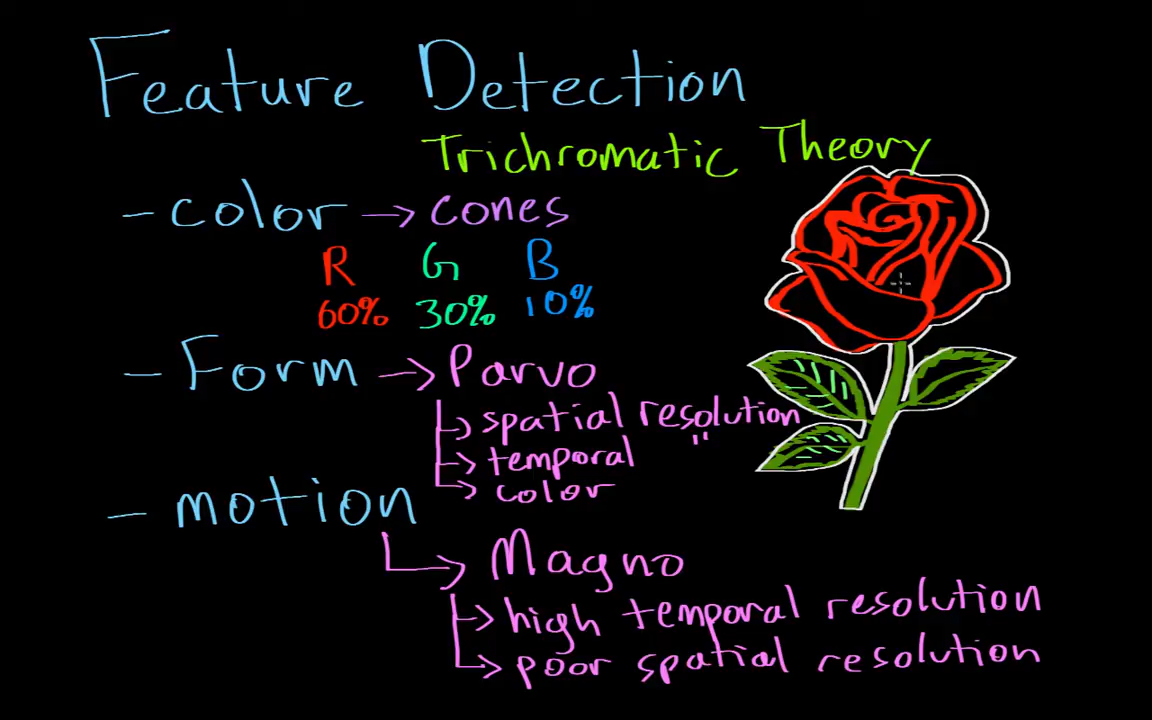 Feature Detection
Trichromatic Theory
- color → cones
R G B
60% 30% 10%
- Form → Parvo
→ spatial resolution
→ temporal "
→ color
- motion
→ Magno
→ high temporal resolution
→ poor spatial resolution